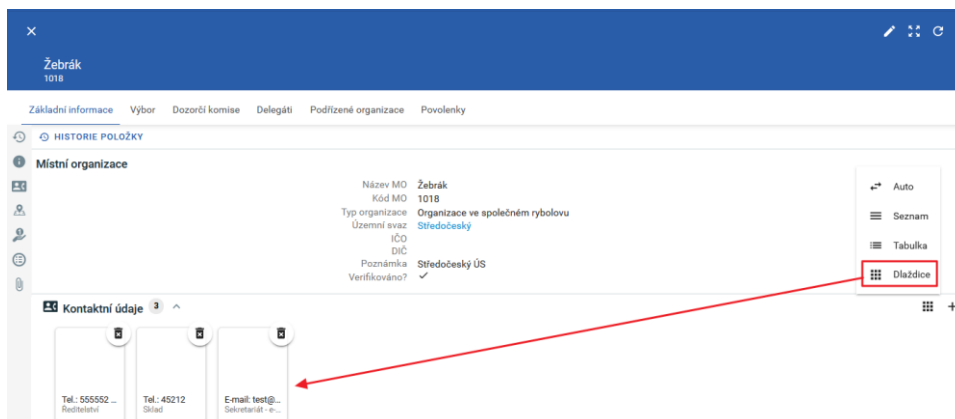 Žebrák
1018
Základní informace Výbor Dozorčí komise Delegáti Podřízené organizace Povolenky
HISTORIE POLOŽKY
Místní organizace
Název MO Žebrák
Kód MO 1018
Typ organizace Organizace ve společném rybolovu
Územní svaz Středočeský
IČO
DIČ
Poznámka Středočeský ÚS
Verifikováno?
Auto
Seznam
Tabulka
Dlaždice
Kontaktní údaje 3
Tel.: 555552 ...
Ředitelství
Tel.: 45212
Sklad
E-mail: test@...
Sekretariát - e-...